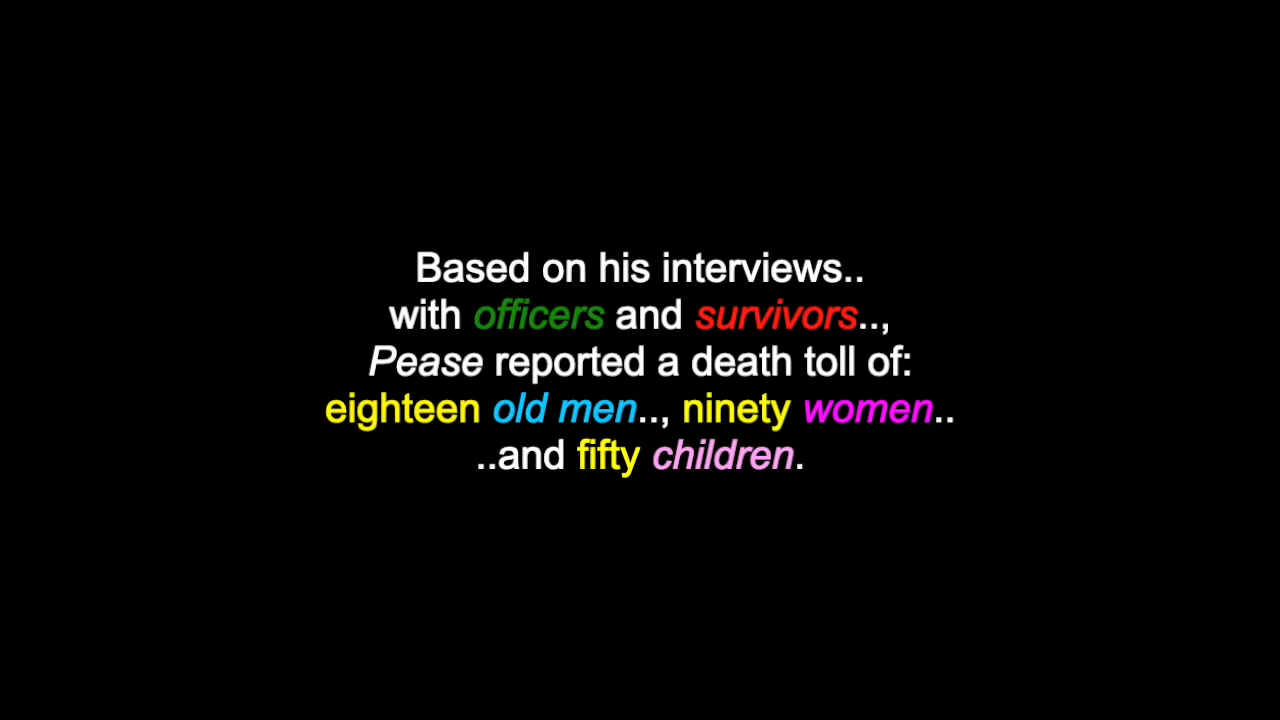 Based on his interviews..
with officers and survivors..,
Pease reported a death toll of:
eighteen old men.., ninety women..
..and fifty children.